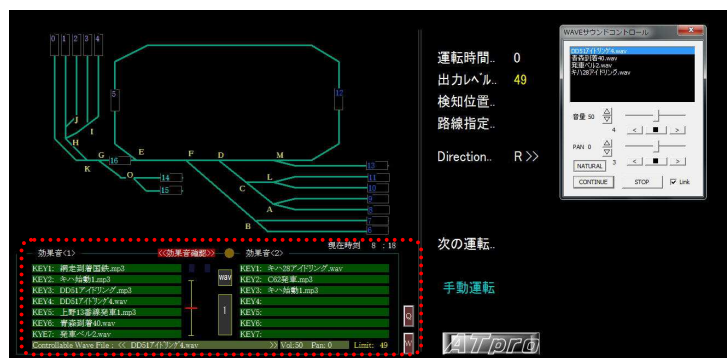 0 1 2 3 4
5
12
J
I
H
G
K
16
E
F
D
M
O
14
15
C
L
A
B
13
11
10
9
8
7
6
運転時間.. 0
出力レベル.. 49
検知位置..
路線指定..
Direction.. R >>
次の運転..
手動運転
ATpro
WAVEサウンドコントロール
DD51アイドリング4.wav
青森到着40.wav
発車ベル2.wav
キハ28アイドリング.wav
音量 50
4 < ■ >
PAN 0
3 < ■ >
NATURAL
CONTINUE STOP Link
現在時刻 8 : 18
効果音<1> <<効果音確認>> 効果音<2>
KEY1: 網走到着国鉄.mp3
KEY2: キハ始動1.mp3
KEY3: DD51アイドリング.mp3
KEY4: DD51アイドリング4.wav
KEY5: 上野13番線発車1.mp3
KEY6: 青森到着40.wav
KYE7: 発車ベル2.wav
wav
1
KEY1: キハ28アイドリング.wav
KEY2: C62発車.mp3
KEY3: キハ始動1.mp3
KEY4:
KEY5:
KEY6:
KEY7:
Q
W
Controllable Wave File : << DD51アイドリング4.wav >> Vol:50 Pan: 0 Limit: 49